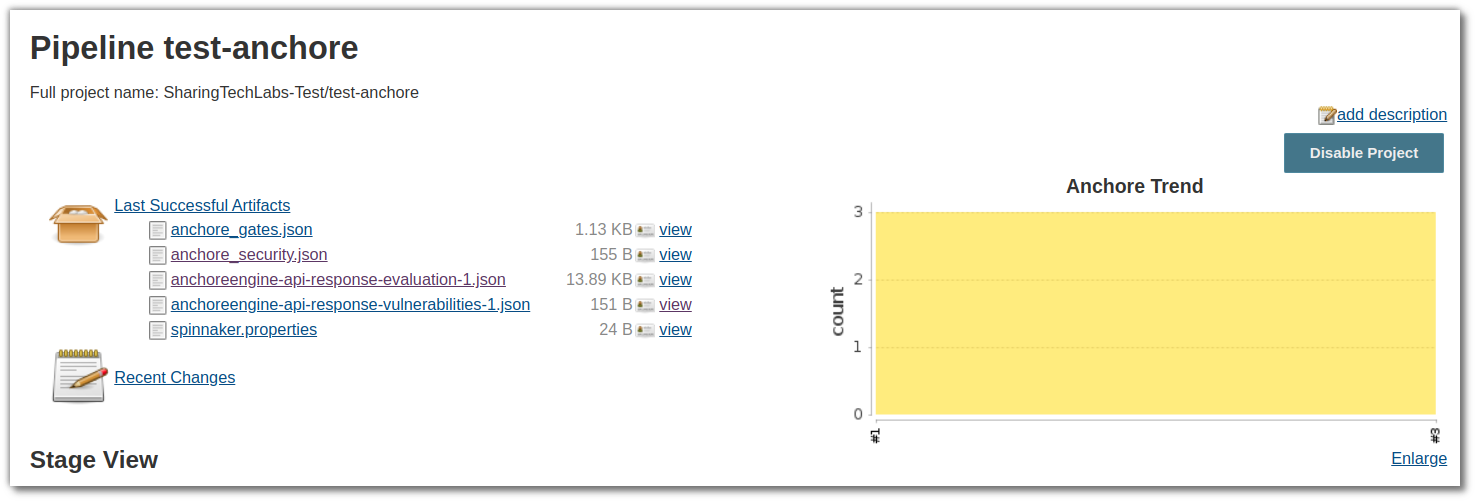 Pipeline test-anchore
Full project name: SharingTechLabs-Test/test-anchore
add description
Disable Project
Last Successful Artifacts
anchore_gates.json 1.13 KB view
anchore_security.json 155 B view
anchoreengine-api-response-evaluation-1.json 13.89 KB view
anchoreengine-api-response-vulnerabilities-1.json 151 B view
spinnaker.properties 24 B view
Recent Changes
Anchore Trend
3
2
1
0
count
#1
#3
Enlarge
Stage View